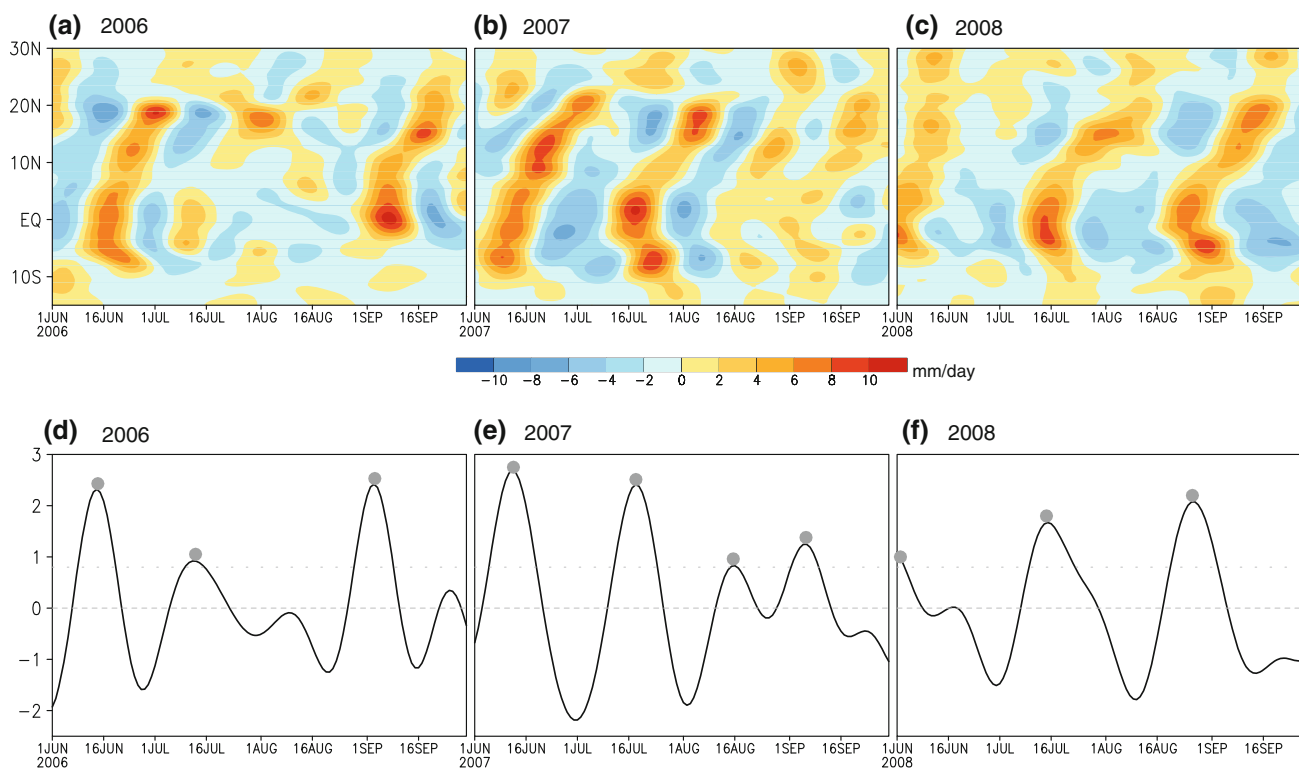 (a) 2006
(b) 2007
(c) 2008
30N
20N
10N
EQ
10S
1JUN 16JUN 1JUL 16JUL 1AUG 16AUG 1SEP 16SEP
2006
1JUN 16JUN 1JUL 16JUL 1AUG 16AUG 1SEP 16SEP
2007
1JUN 16JUN 1JUL 16JUL 1AUG 16AUG 1SEP 16SEP
2008
-10 -8 -6 -4 -2 0 2 4 6 8 10 mm/day
(d) 2006
(e) 2007
(f) 2008
3
2
1
0
-1
-2
1JUN 16JUN 1JUL 16JUL 1AUG 16AUG 1SEP 16SEP
2006
1JUN 16JUN 1JUL 16JUL 1AUG 16AUG 1SEP 16SEP
2007
1JUN 16JUN 1JUL 16JUL 1AUG 16AUG 1SEP 16SEP
2008